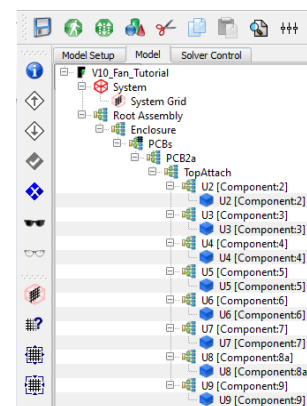 Model Setup Model Solver Control
V10_Fan_Tutorial
System
System Grid
Root Assembly
Enclosure
PCBs
PCB2a
TopAttach
U2 [Component:2]
U2 [Component:2]
U3 [Component:3]
U3 [Component:3]
U4 [Component:4]
U4 [Component:4]
U5 [Component:5]
U5 [Component:5]
U6 [Component:6]
U6 [Component:6]
U7 [Component:7]
U7 [Component:7]
U8 [Component:8a]
U8 [Component:8a
U9 [Component:9]
U9 [Component:9]